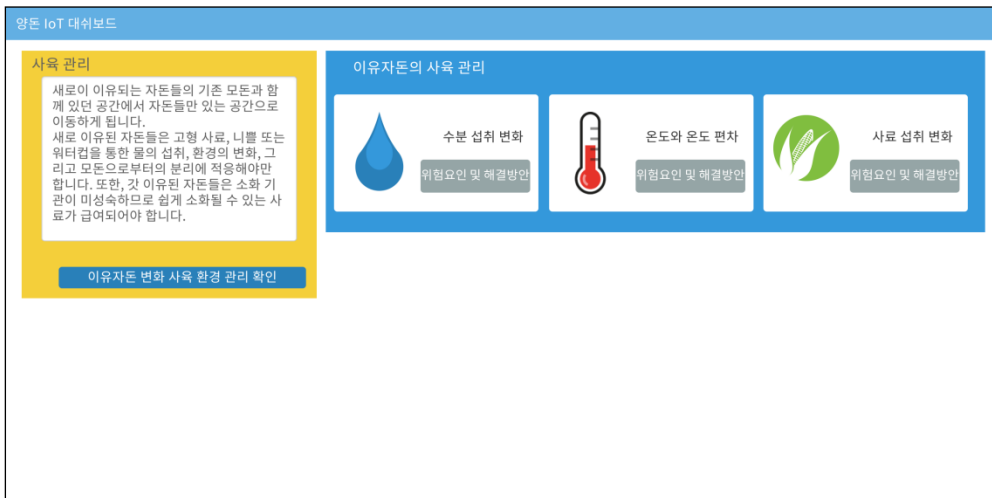 양돈 IoT 대쉬보드
사육 관리
새로이 이유되는 자돈들의 기존 모돈과 함
께 있던 공간에서 자돈들만 있는 공간으로
이동하게 됩니다.
새로 이유된 자돈들은 고형 사료, 니쁠 또는
워터컵을 통한 물의 섭취, 환경의 변화, 그
리고 모돈으로부터의 분리에 적응해야만
합니다. 또한, 갓 이유된 자돈들은 소화 기
관이 미성숙하므로 쉽게 소화될 수 있는 사
료가 급여되어야 합니다.
이유자돈 변화 사육 환경 관리 확인
이유자돈의 사육 관리
수분 섭취 변화
위험요인 및 해결방안
온도와 온도 편차
위험요인 및 해결방안
사료 섭취 변화
위험요인 및 해결방안